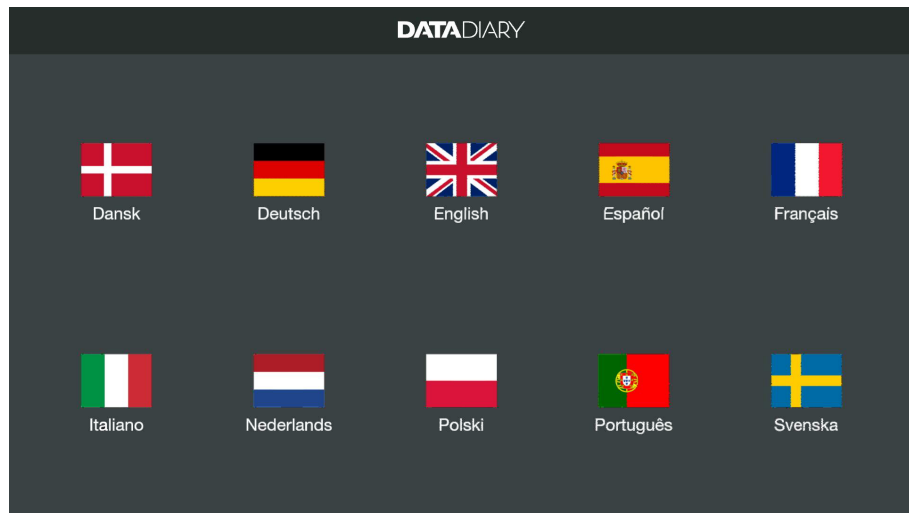 DATADIARY
Dansk Deutsch English Español Français
Italiano Nederlands Polski Português Svenska